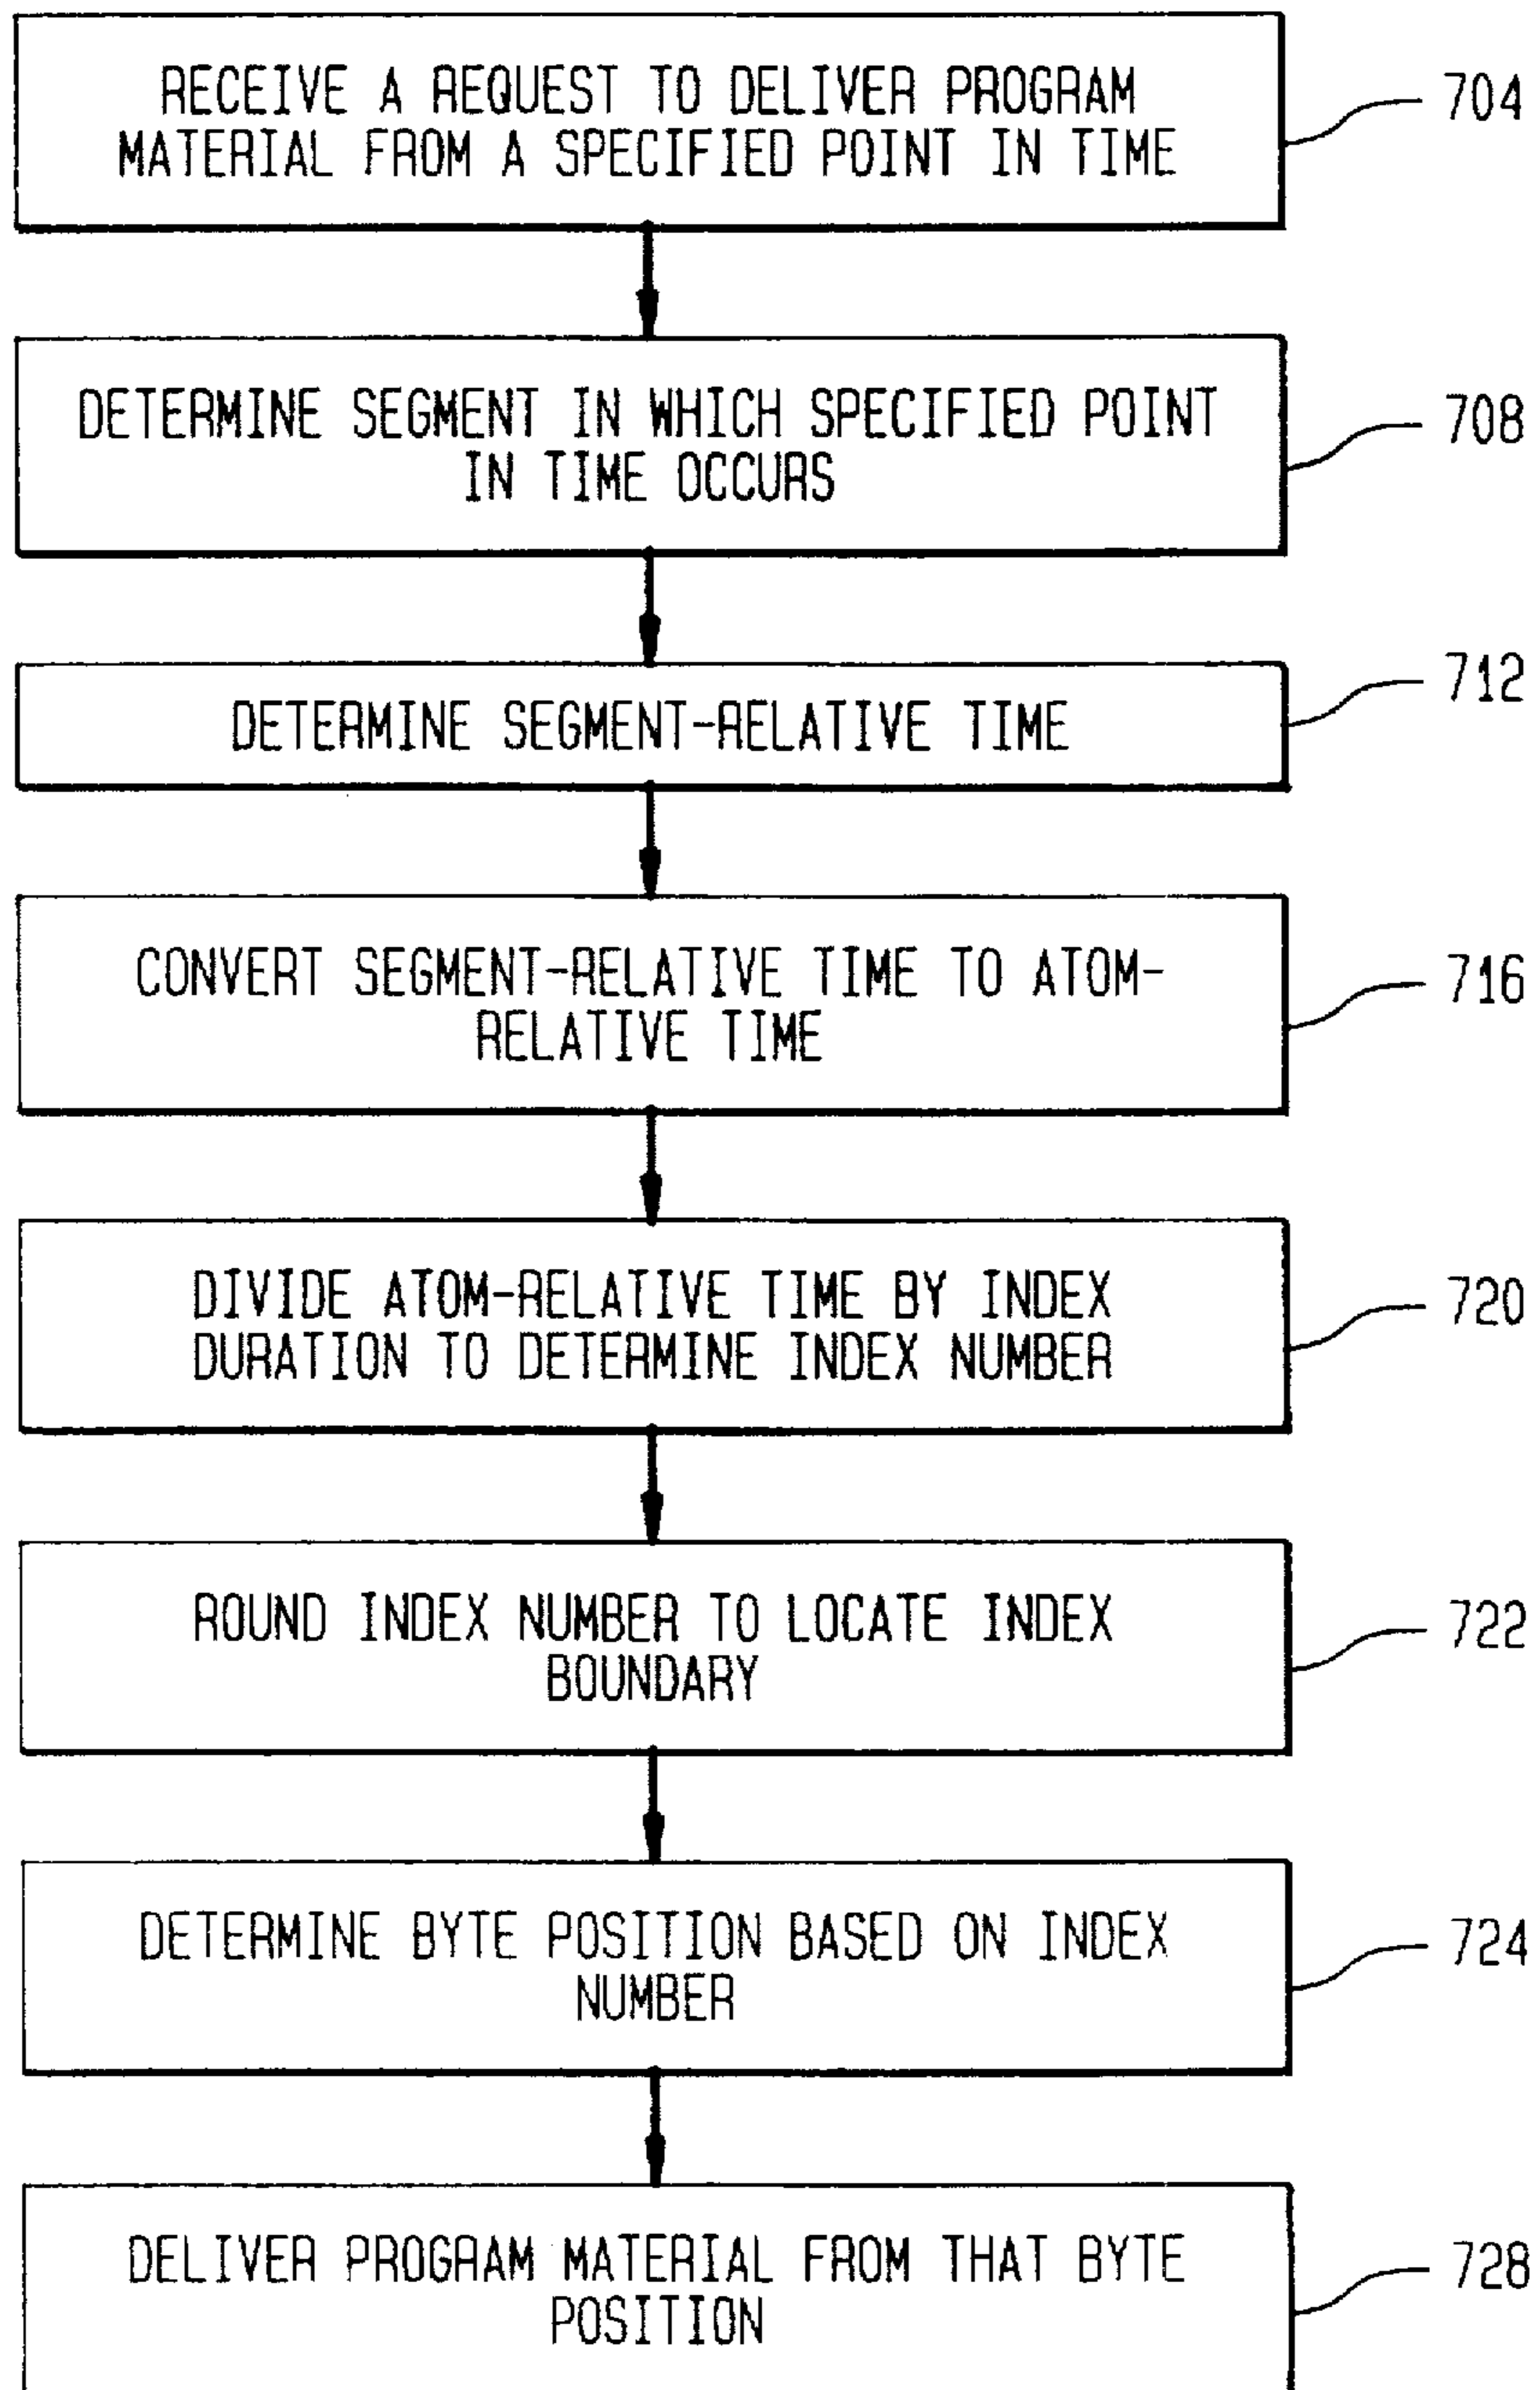 RECEIVE A REQUEST TO DELIVER PROGRAM
MATERIAL FROM A SPECIFIED POINT IN TIME
704
DETERMINE SEGMENT IN WHICH SPECIFIED POINT
IN TIME OCCURS
708
DETERMINE SEGMENT-RELATIVE TIME
712
CONVERT SEGMENT-RELATIVE TIME TO ATOM-
RELATIVE TIME
716
DIVIDE ATOM-RELATIVE TIME BY INDEX
DURATION TO DETERMINE INDEX NUMBER
720
ROUND INDEX NUMBER TO LOCATE INDEX
BOUNDARY
722
DETERMINE BYTE POSITION BASED ON INDEX
NUMBER
724
DELIVER PROGRAM MATERIAL FROM THAT BYTE
POSITION
728